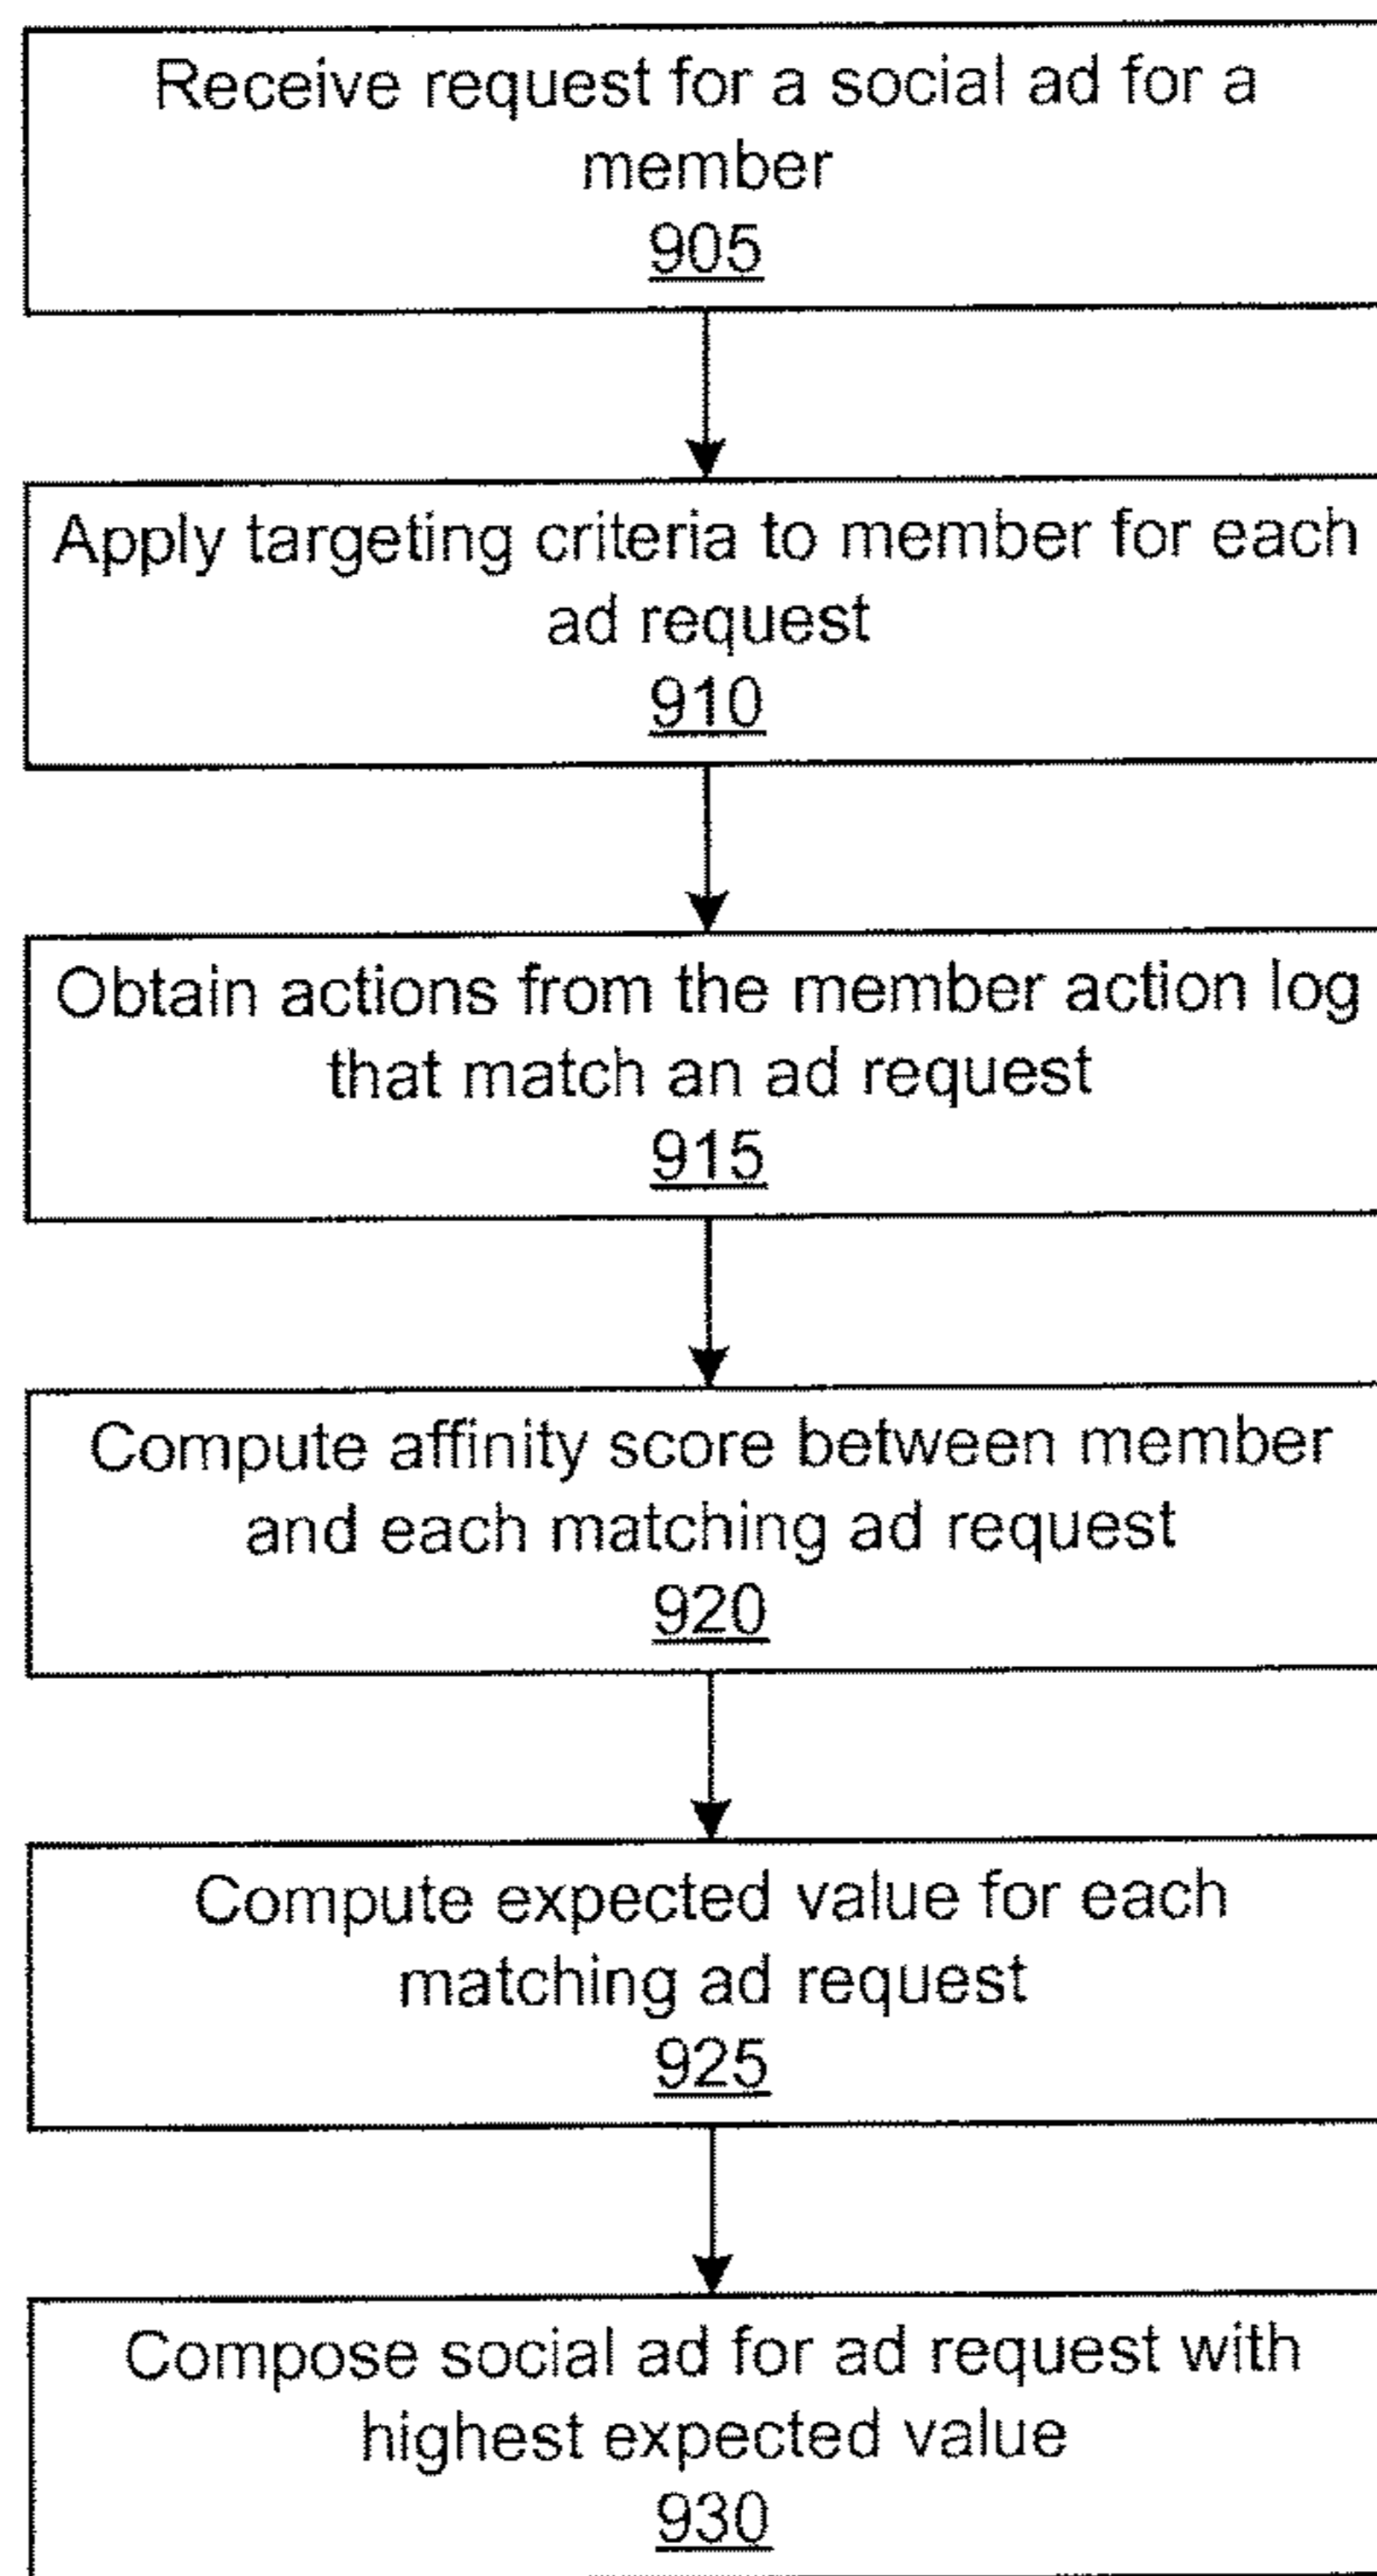 Receive request for a social ad for a
member
905
Apply targeting criteria to member for each
ad request
910
Obtain actions from the member action log
that match an ad request
915
Compute affinity score between member
and each matching ad request
920
Compute expected value for each
matching ad request
925
Compose social ad for ad request with
highest expected value
930